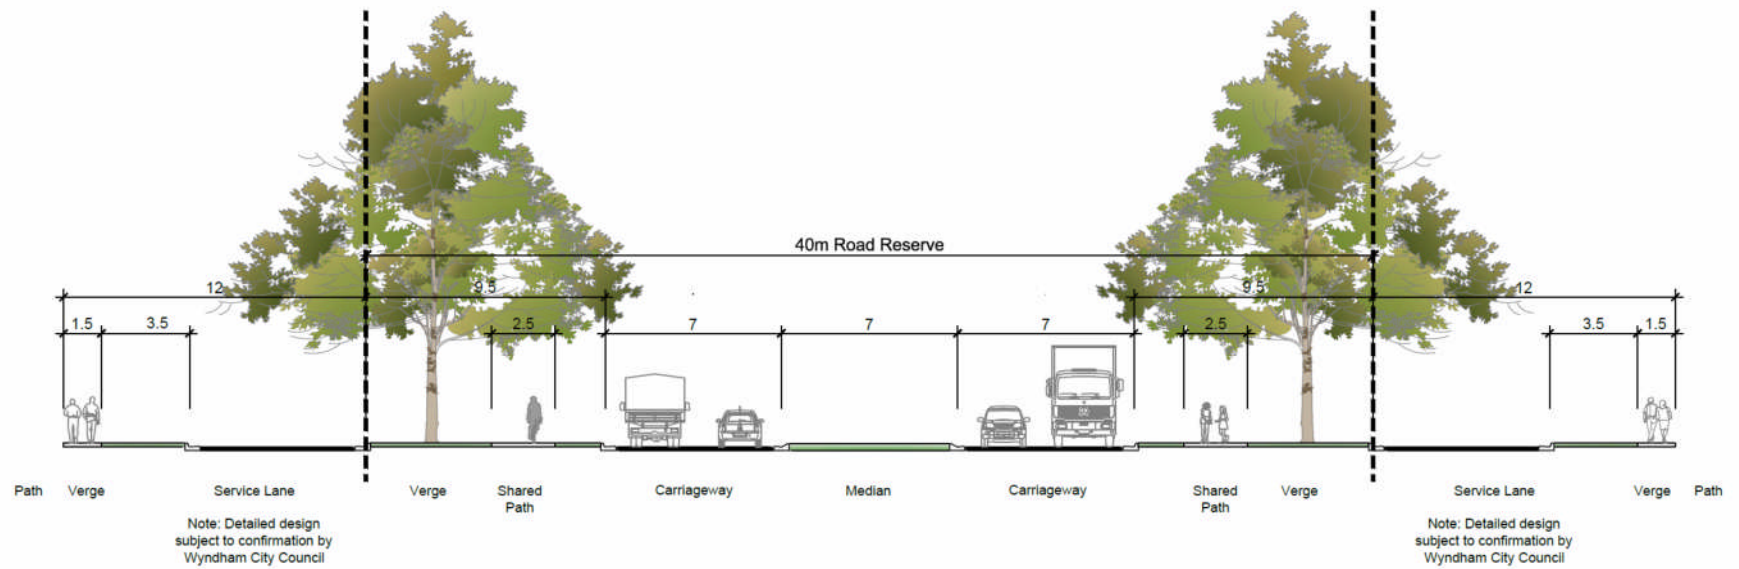 40m Road Reserve
12
9.5
9.5
12
1.5
3.5
2.5
7
7
7
2.5
3.5
1.5
Path
Verge
Service Lane
Verge
Shared
Path
Carriageway
Median
Carriageway
Shared
Path
Verge
Service Lane
Verge
Path
Note: Detailed design
subject to confirmation by
Wyndham City Council
Note: Detailed design
subject to confirmation by
Wyndham City Council